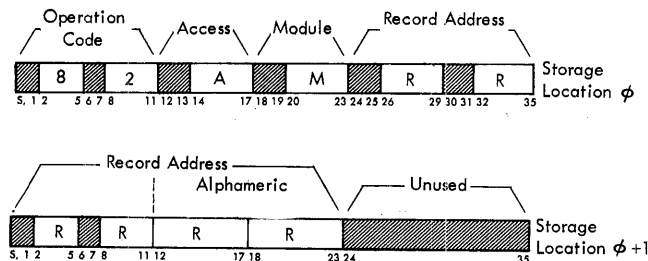 Operation Code Access Module Record Address
8 2 A M R R Storage Location ϕ
S, 1 2 5 6 7 8 11 12 13 14 17 18 19 20 23 24 25 26 29 30 31 32 35
Record Address
Alphameric Unused
R R R R Storage Location ϕ +1
S, 1 2 5 6 7 8 11 12 17 18 23 24 35